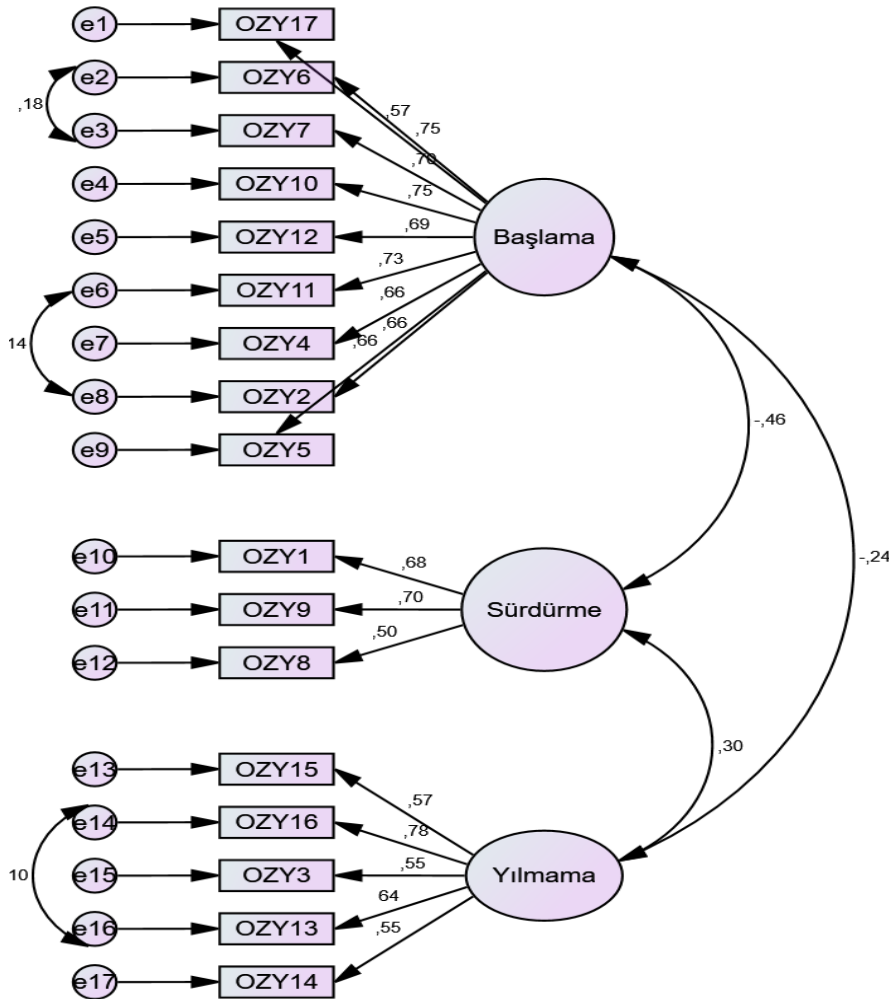 e1 OZY17
e2 OZY6
,18
e3 OZY7
,57
,75
,70
e4 OZY10
,75
Başlama
e5 OZY12
,69
e6 OZY11
,73
14
e7 OZY4
,66
,66
,66
e8 OZY2
e9 OZY5
-,46
-,24
e10 OZY1
,68
e11 OZY9
,70
Sürdürme
e12 OZY8
,50
,30
e13 OZY15
,57
e14 OZY16
,78
10
e15 OZY3
,55
Yılmama
e16 OZY13
64
e17 OZY14
,55